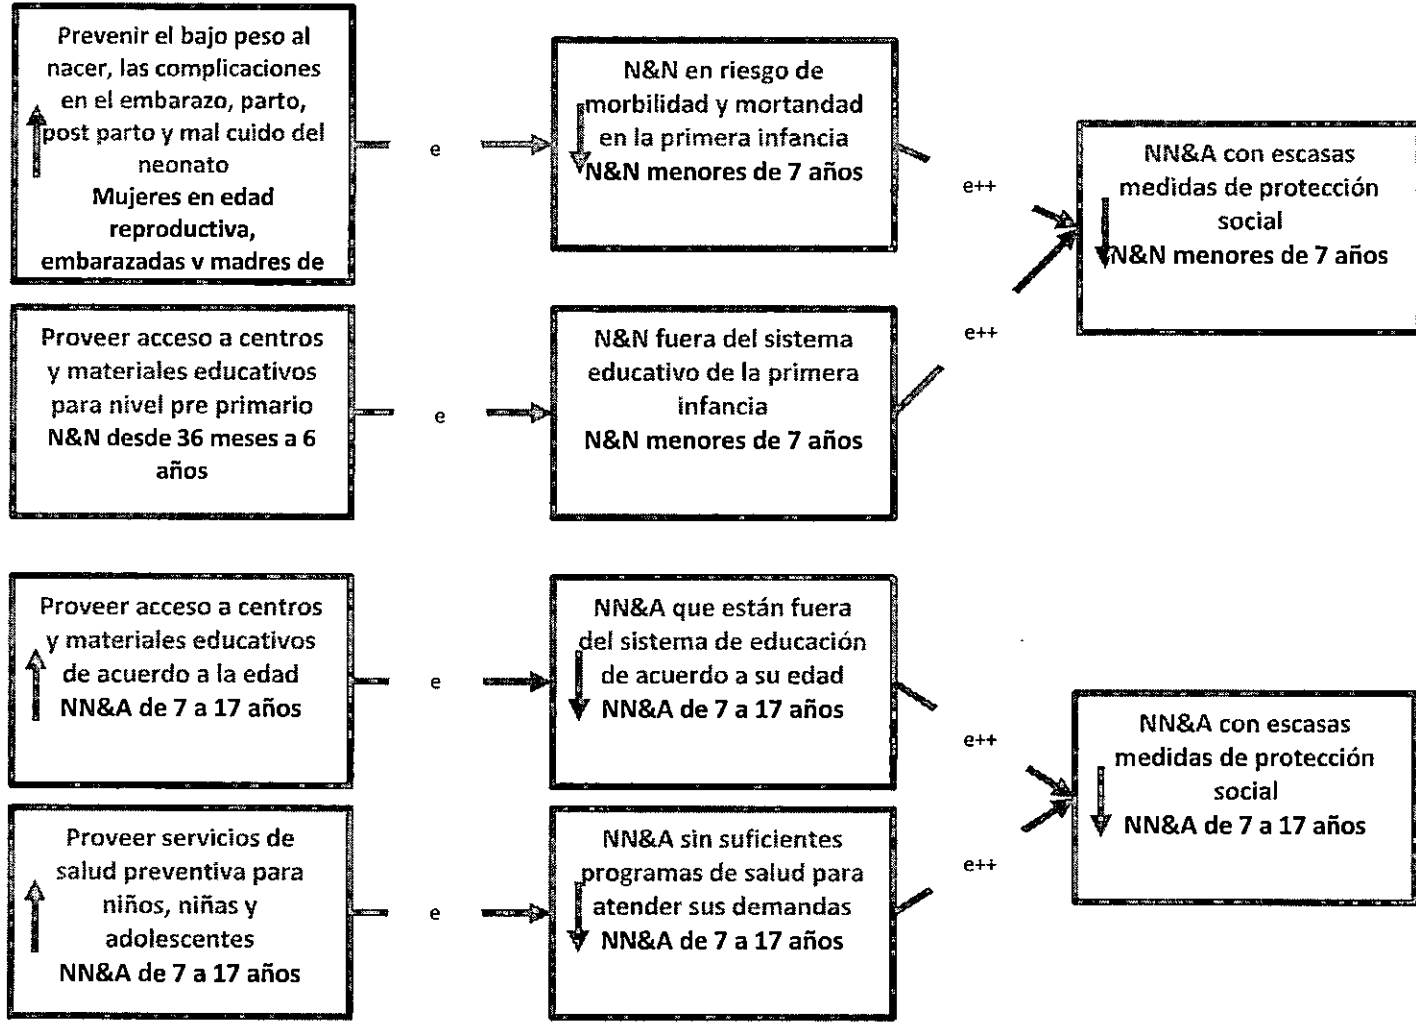 Prevenir el bajo peso al
nacer, las complicaciones
en el embarazo, parto,
post parto y mal cuido del
neonato
Mujeres en edad
reproductiva,
embarazadas y madres de
e
N&N en riesgo de
morbilidad y mortandad
en la primera infancia
N&N menores de 7 años
e++
NN&A con escasas
medidas de protección
social
N&N menores de 7 años
Proveer acceso a centros
y materiales educativos
para nivel pre primario
N&N desde 36 meses a 6
años
e
N&N fuera del sistema
educativo de la primera
infancia
N&N menores de 7 años
e++
Proveer acceso a centros
y materiales educativos
de acuerdo a la edad
NN&A de 7 a 17 años
e
NN&A que están fuera
del sistema de educación
de acuerdo a su edad
NN&A de 7 a 17 años
e++
NN&A con escasas
medidas de protección
social
NN&A de 7 a 17 años
Proveer servicios de
salud preventiva para
niños, niñas y
adolescentes
NN&A de 7 a 17 años
e
NN&A sin suficientes
programas de salud para
atender sus demandas
NN&A de 7 a 17 años
e++